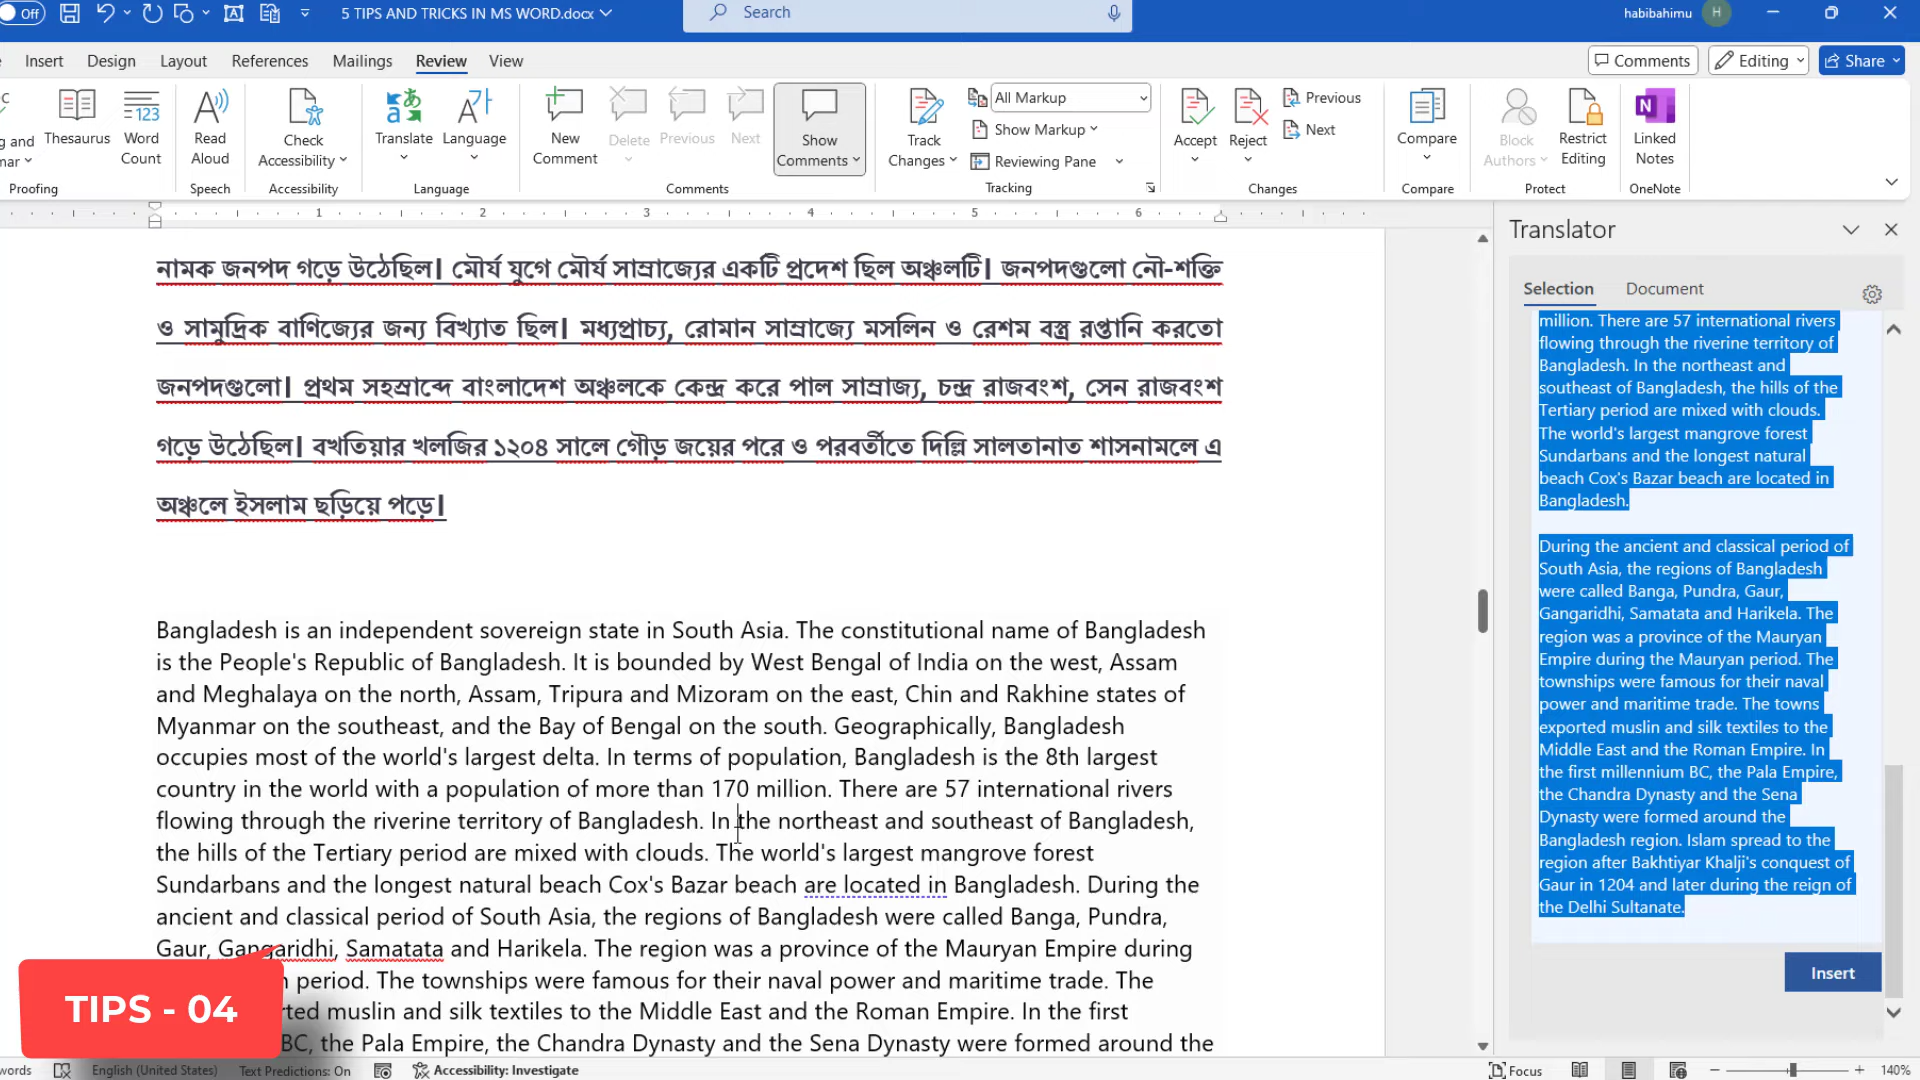 Off
5 TIPS AND TRICKS IN MS WORD.docx
Search
habibahimu
H
Insert
Design
Layout
References
Mailings
Review
View
Comments
Editing
Share
Thesaurus
Word
Count
Read
Aloud
Check
Accessibility
Translate
Language
New
Comment
Delete
Previous
Next
Show
Comments
Track
Changes
All Markup
Show Markup
Reviewing Pane
Accept
Reject
Previous
Next
Compare
Block
Authors
Restrict
Editing
Linked
Notes
Proofing
Speech
Accessibility
Language
Comments
Tracking
Changes
Compare
Protect
OneNote
1 2 3 4 5 6
নামক জনপদ গড়ে উঠেছিল। মৌর্য যুগে মৌর্য সাম্রাজ্যের একটি প্রদেশ ছিল অঞ্চলটি। জনপদগুলো নৌ-শক্তি
ও সামুদ্রিক বাণিজ্যের জন্য বিখ্যাত ছিল। মধ্যপ্রাচ্য, রোমান সাম্রাজ্যে মসলিন ও রেশম বস্ত্র রপ্তানি করতো
জনপদগুলো। প্রথম সহস্রাব্দে বাংলাদেশ অঞ্চলকে কেন্দ্র করে পাল সাম্রাজ্য, চন্দ্র রাজবংশ, সেন রাজবংশ
গড়ে উঠেছিল। বখতিয়ার খলজির ১২০৪ সালে গৌড় জয়ের পরে ও পরবর্তীতে দিল্লি সালতানাত শাসনামলে এ
অঞ্চলে ইসলাম ছড়িয়ে পড়ে।
Bangladesh is an independent sovereign state in South Asia. The constitutional name of Bangladesh
is the People's Republic of Bangladesh. It is bounded by West Bengal of India on the west, Assam
and Meghalaya on the north, Assam, Tripura and Mizoram on the east, Chin and Rakhine states of
Myanmar on the southeast, and the Bay of Bengal on the south. Geographically, Bangladesh
occupies most of the world's largest delta. In terms of population, Bangladesh is the 8th largest
country in the world with a population of more than 170 million. There are 57 international rivers
flowing through the riverine territory of Bangladesh. In the northeast and southeast of Bangladesh,
the hills of the Tertiary period are mixed with clouds. The world's largest mangrove forest
Sundarbans and the longest natural beach Cox's Bazar beach are located in Bangladesh. During the
ancient and classical period of South Asia, the regions of Bangladesh were called Banga, Pundra,
Gaur, Gangaridhi, Samatata and Harikela. The region was a province of the Mauryan Empire during
period. The townships were famous for their naval power and maritime trade. The
muslin and silk textiles to the Middle East and the Roman Empire. In the first
BC, the Pala Empire, the Chandra Dynasty and the Sena Dynasty were formed around the
TIPS - 04
Translator
Selection
Document
million. There are 57 international rivers
flowing through the riverine territory of
Bangladesh. In the northeast and
southeast of Bangladesh, the hills of the
Tertiary period are mixed with clouds.
The world's largest mangrove forest
Sundarbans and the longest natural
beach Cox's Bazar beach are located in
Bangladesh.
During the ancient and classical period of
South Asia, the regions of Bangladesh
were called Banga, Pundra, Gaur,
Gangaridhi, Samatata and Harikela. The
region was a province of the Mauryan
Empire during the Mauryan period. The
townships were famous for their naval
power and maritime trade. The towns
exported muslin and silk textiles to the
Middle East and the Roman Empire. In
the first millennium BC, the Pala Empire,
the Chandra Dynasty and the Sena
Dynasty were formed around the
Bangladesh region. Islam spread to the
region after Bakhtiyar Khalji's conquest of
Gaur in 1204 and later during the reign of
the Delhi Sultanate.
Insert
words
English (United States)
Text Predictions: On
Accessibility: Investigate
Focus
140%